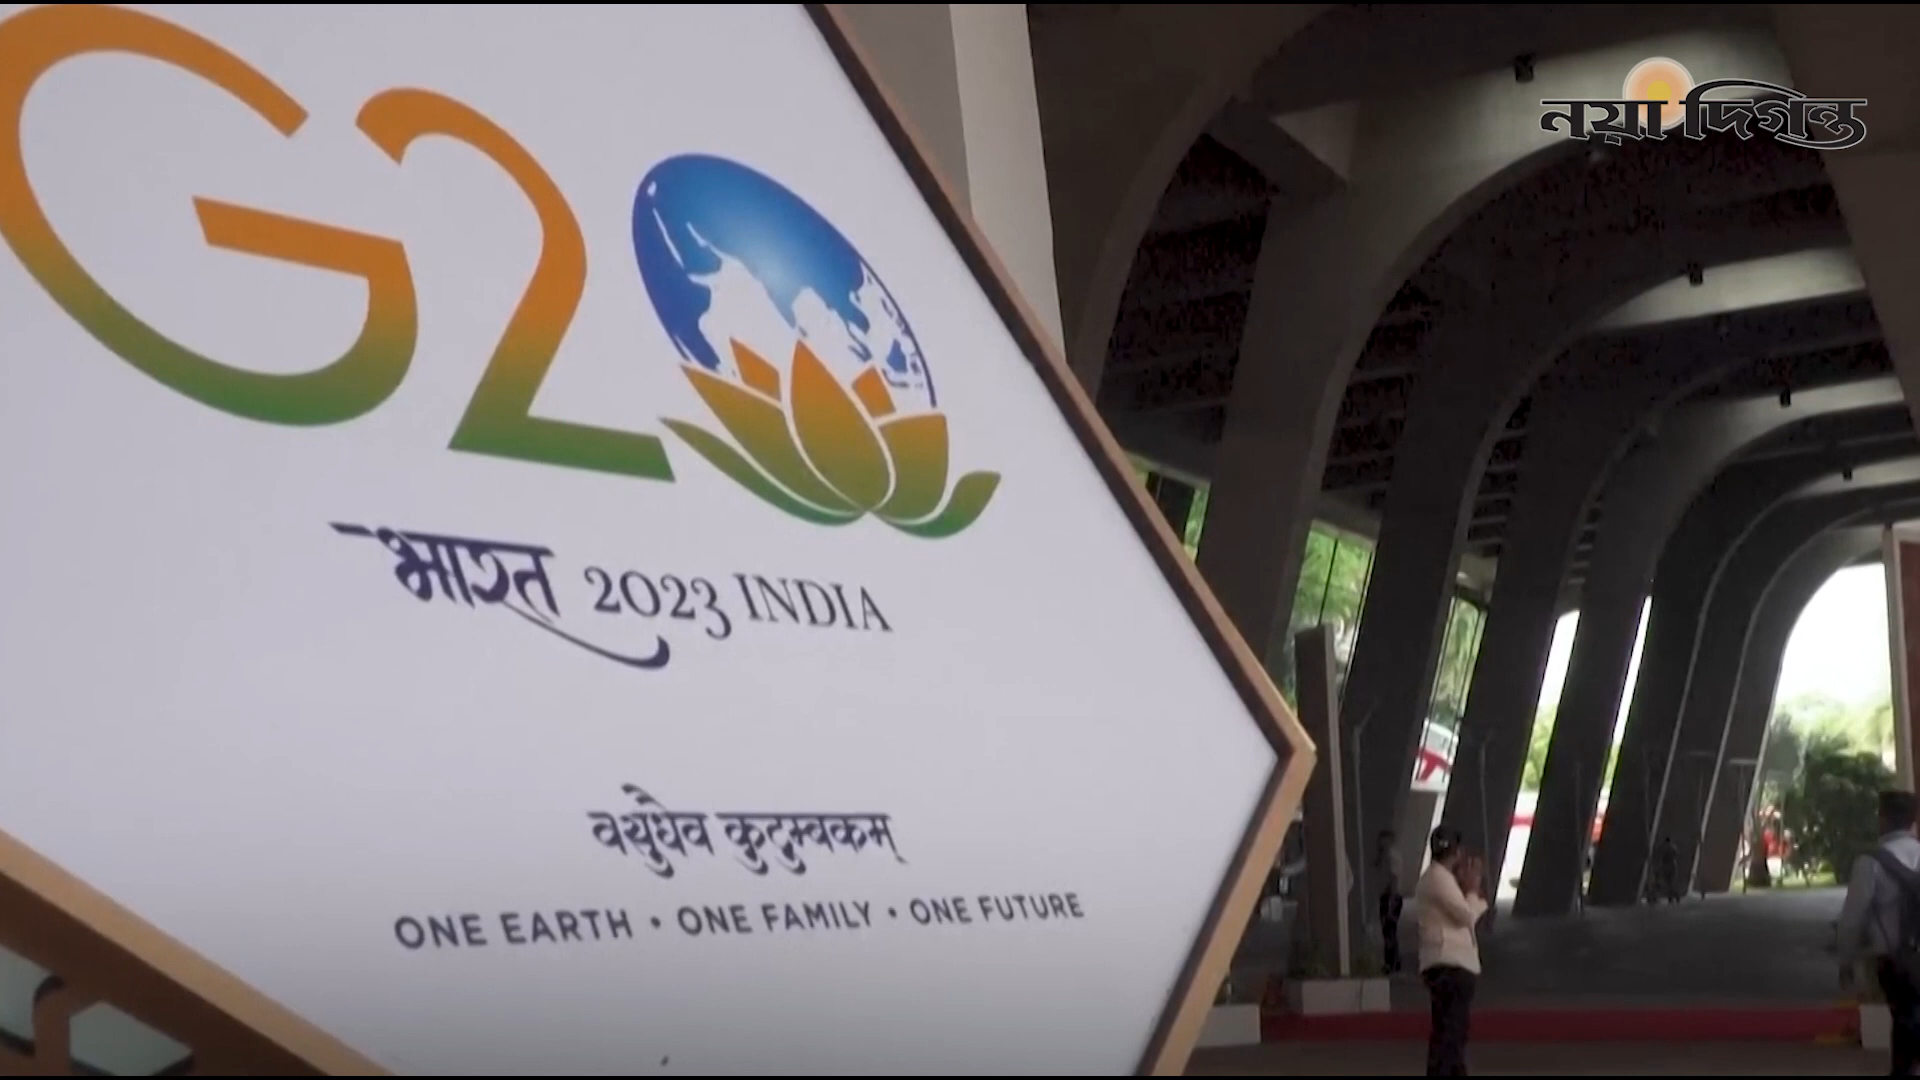 নয়া দিগন্ত
G20
भारत 2023 INDIA
वसुधैव कुटुम्बकम्
ONE EARTH • ONE FAMILY • ONE FUTURE